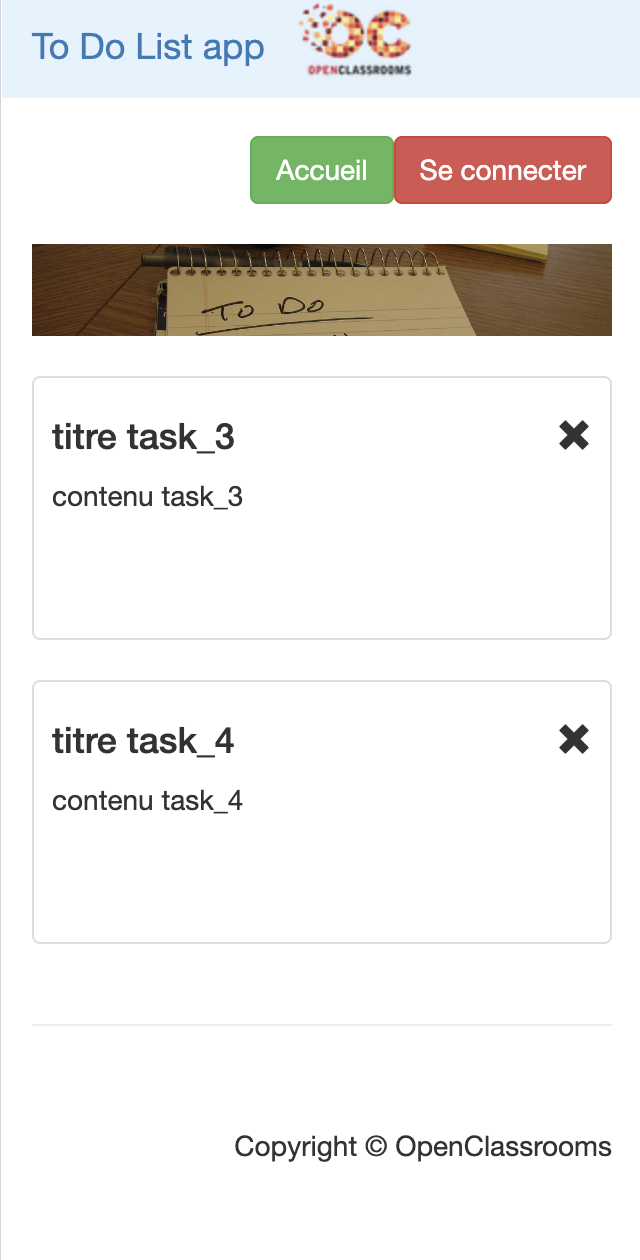 To Do List app
OC
OPENCLASSROOMS
Accueil
Se connecter
To Do
titre task_3
✖
contenu task_3
titre task_4
✖
contenu task_4
Copyright © OpenClassrooms